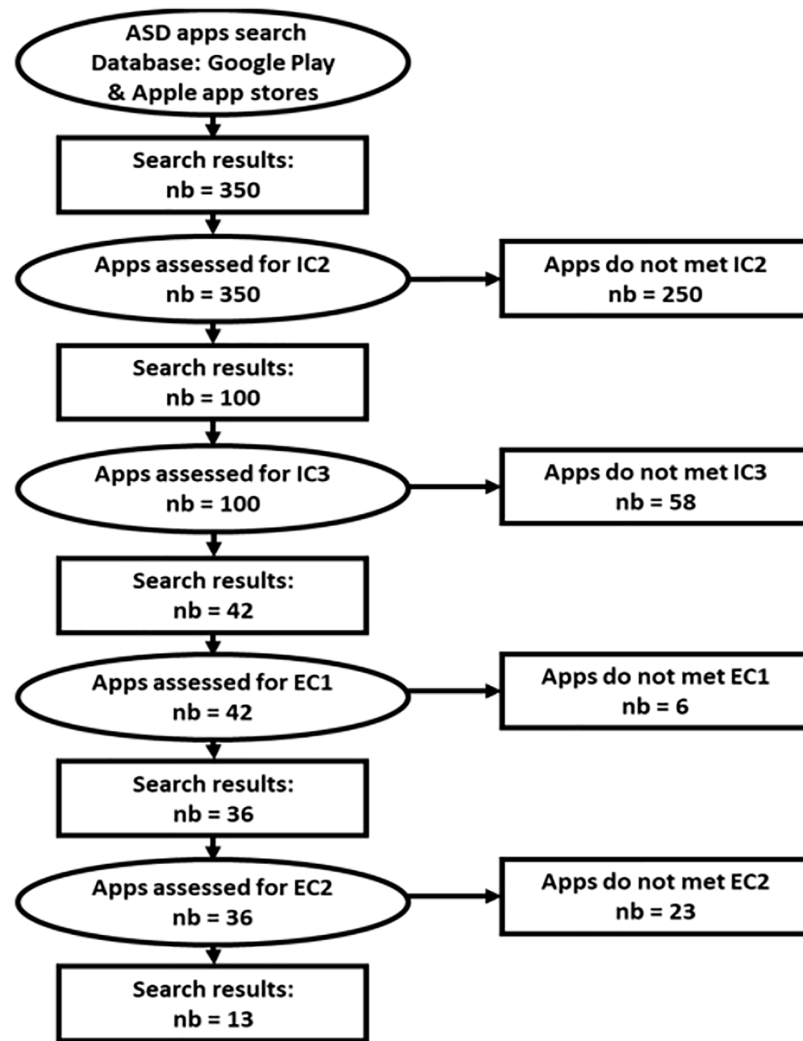 ASD apps search
Database: Google Play
& Apple app stores
Search results:
nb = 350
Apps assessed for IC2
nb = 350
Apps do not met IC2
nb = 250
Search results:
nb = 100
Apps assessed for IC3
nb = 100
Apps do not met IC3
nb = 58
Search results:
nb = 42
Apps assessed for EC1
nb = 42
Apps do not met EC1
nb = 6
Search results:
nb = 36
Apps assessed for EC2
nb = 36
Apps do not met EC2
nb = 23
Search results:
nb = 13